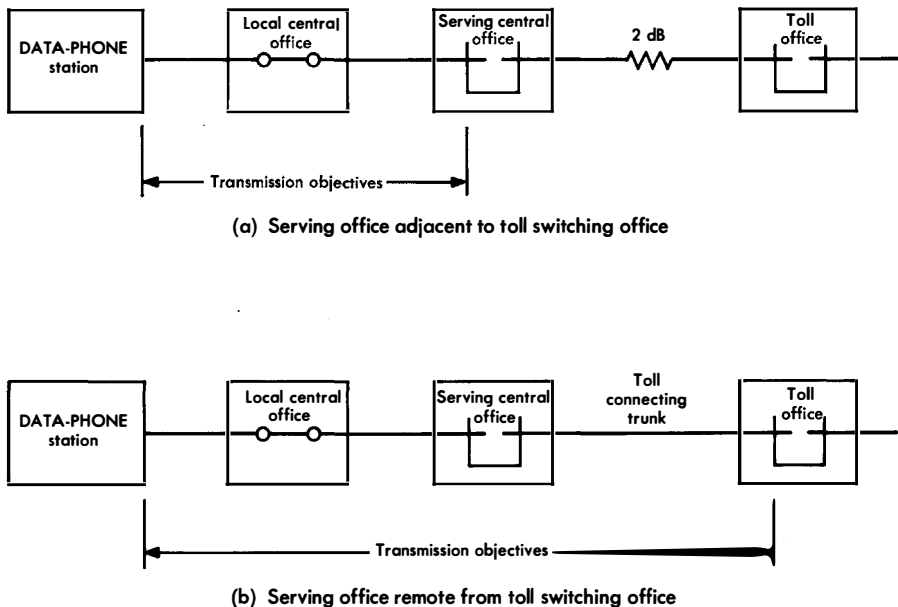 DATA-PHONE
station
Local central
office
Serving central
office
2 dB
Toll
office
Transmission objectives
(a) Serving office adjacent to toll switching office
DATA-PHONE
station
Local central
office
Serving central
office
Toll
connecting
trunk
Toll
office
Transmission objectives
(b) Serving office remote from toll switching office